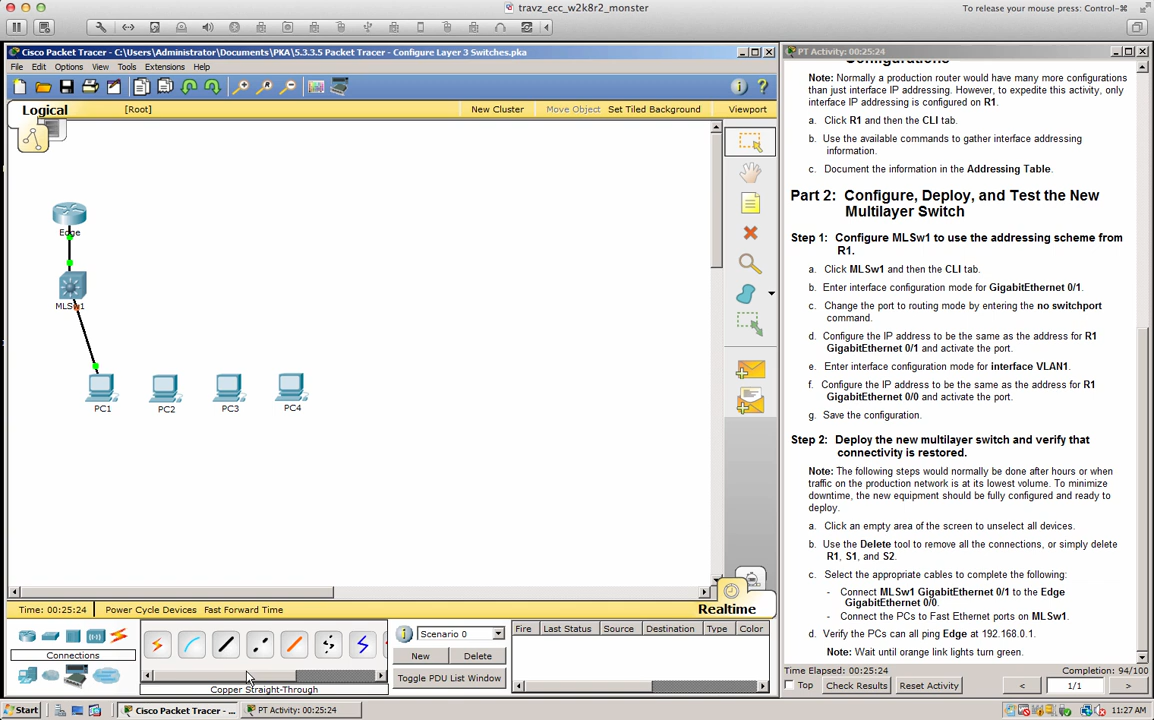 travz_ecc_w2k8r2_monster
To release your mouse press: Control-⌘
Cisco Packet Tracer - C:\Users\Administrator\Documents\PKA\5.3.3.5 Packet Tracer - Configure Layer 3 Switches.pka
File Edit Options View Tools Extensions Help
Logical [Root] New Cluster Move Object Set Tiled Background Viewport
Edge
MLSw1
PC1 PC2 PC3 PC4
Time: 00:25:24 Power Cycle Devices Fast Forward Time Realtime
Connections
Copper Straight-Through
Scenario 0
New Delete
Toggle PDU List Window
Fire Last Status Source Destination Type Color
PT Activity: 00:25:24
Configurations
Note: Normally a production router would have many more configurations
than just interface IP addressing. However, to expedite this activity, only
interface IP addressing is configured on R1.
a. Click R1 and then the CLI tab.
b. Use the available commands to gather interface addressing
information.
c. Document the information in the Addressing Table.
Part 2: Configure, Deploy, and Test the New
Multilayer Switch
Step 1: Configure MLSw1 to use the addressing scheme from
R1.
a. Click MLSw1 and then the CLI tab.
b. Enter interface configuration mode for GigabitEthernet 0/1.
c. Change the port to routing mode by entering the no switchport
command.
d. Configure the IP address to be the same as the address for R1
GigabitEthernet 0/1 and activate the port.
e. Enter interface configuration mode for interface VLAN1.
f. Configure the IP address to be the same as the address for R1
GigabitEthernet 0/0 and activate the port.
g. Save the configuration.
Step 2: Deploy the new multilayer switch and verify that
connectivity is restored.
Note: The following steps would normally be done after hours or when
traffic on the production network is at its lowest volume. To minimize
downtime, the new equipment should be fully configured and ready to
deploy.
a. Click an empty area of the screen to unselect all devices.
b. Use the Delete tool to remove all the connections, or simply delete
R1, S1, and S2.
c. Select the appropriate cables to complete the following:
- Connect MLSw1 GigabitEthernet 0/1 to the Edge
GigabitEthernet 0/0.
- Connect the PCs to Fast Ethernet ports on MLSw1.
d. Verify the PCs can all ping Edge at 192.168.0.1.
Note: Wait until orange link lights turn green.
Time Elapsed: 00:25:24 Completion: 94/100
Top Check Results Reset Activity < 1/1 >
Start Cisco Packet Tracer - ... PT Activity: 00:25:24 11:27 AM